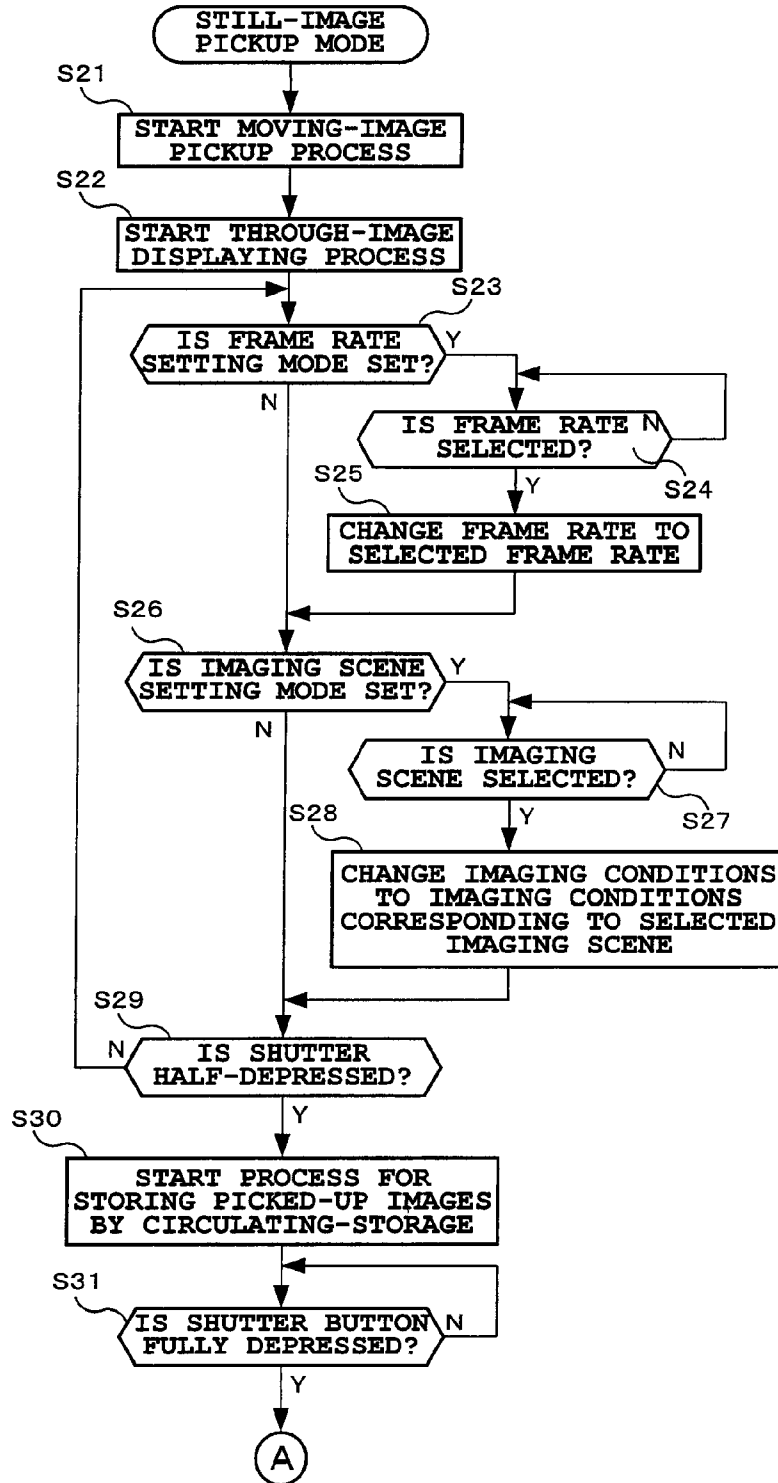 STILL-IMAGE
PICKUP MODE
S21
START MOVING-IMAGE
PICKUP PROCESS
S22
START THROUGH-IMAGE
DISPLAYING PROCESS
S23
IS FRAME RATE
SETTING MODE SET?
Y
N
IS FRAME RATE
SELECTED?
N
S24
Y
S25
CHANGE FRAME RATE TO
SELECTED FRAME RATE
S26
IS IMAGING SCENE
SETTING MODE SET?
Y
N
IS IMAGING
SCENE SELECTED?
N
S27
Y
S28
CHANGE IMAGING CONDITIONS
TO IMAGING CONDITIONS
CORRESPONDING TO SELECTED
IMAGING SCENE
S29
N
IS SHUTTER
HALF-DEPRESSED?
Y
S30
START PROCESS FOR
STORING PICKED-UP IMAGES
BY CIRCULATING-STORAGE
S31
IS SHUTTER BUTTON
FULLY DEPRESSED?
N
Y
A